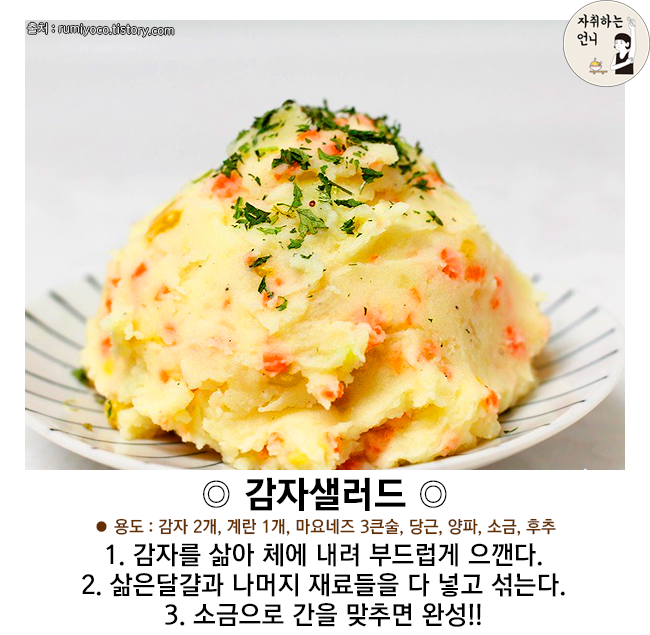 출처 : rumiyoco.tistory.com
자취하는
언니
◎ 감자샐러드 ◎
● 용도 : 감자 2개, 계란 1개, 마요네즈 3큰술, 당근, 양파, 소금, 후추
1. 감자를 삶아 체에 내려 부드럽게 으깬다.
2. 삶은달걀과 나머지 재료들을 다 넣고 섞는다.
3. 소금으로 간을 맞추면 완성!!